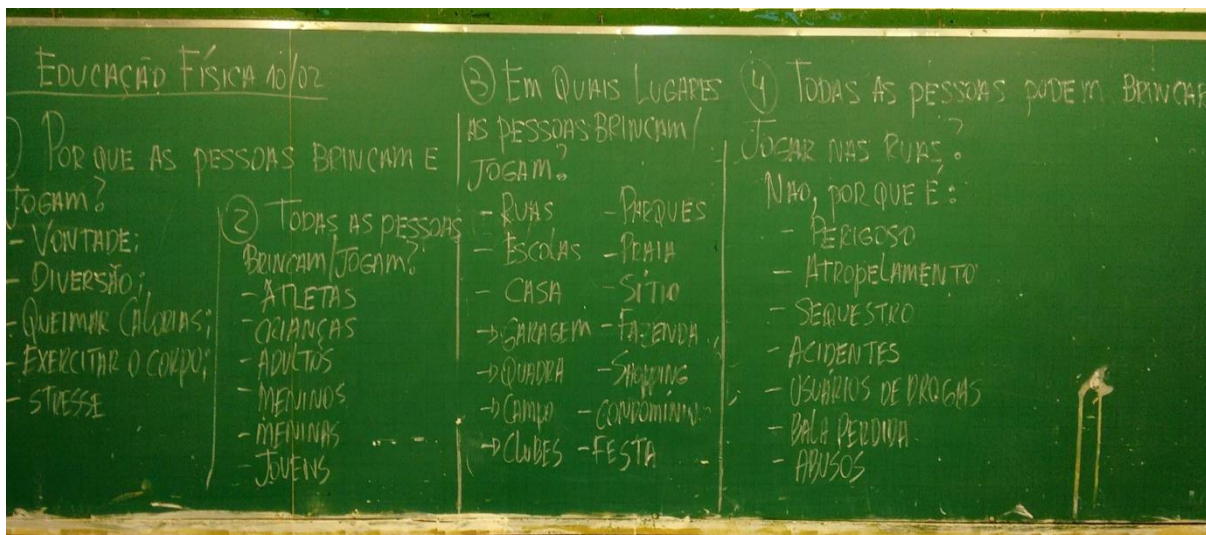 EDUCAÇÃO FÍSICA 10/02
) POR QUE AS PESSOAS BRINCAM E
JOGAM?
- VONTADE;
- DIVERSÃO;
- QUEIMAR CALORIAS;
- EXERCITAR O CORPO;
- STRESSE
② TODAS AS PESSOAS
BRINCAM/JOGAM?
- ATLETAS
- CRIANÇAS
- ADULTOS
- MENINOS
- MENINAS
- JOVENS
③ EM QUAIS LUGARES
AS PESSOAS BRINCAM/
JOGAM?
- RUAS - PARQUES
- ESCOLAS - PRAIA
- CASA - SÍTIO
→ GARAGEM - FAZENDA
→ QUADRA - SHOPPING
→ CAMPO - CONDOMÍNIO
→ CLUBES - FESTA
④ TODAS AS PESSOAS PODEM BRINCAR
JOGAR NAS RUAS?
NAO, POR QUE É:
- PERIGOSO
- ATROPELAMENTO
- SEQUESTRO
- ACIDENTES
- USUÁRIOS DE DROGAS
- BALA PERDIDA
- ABUSOS